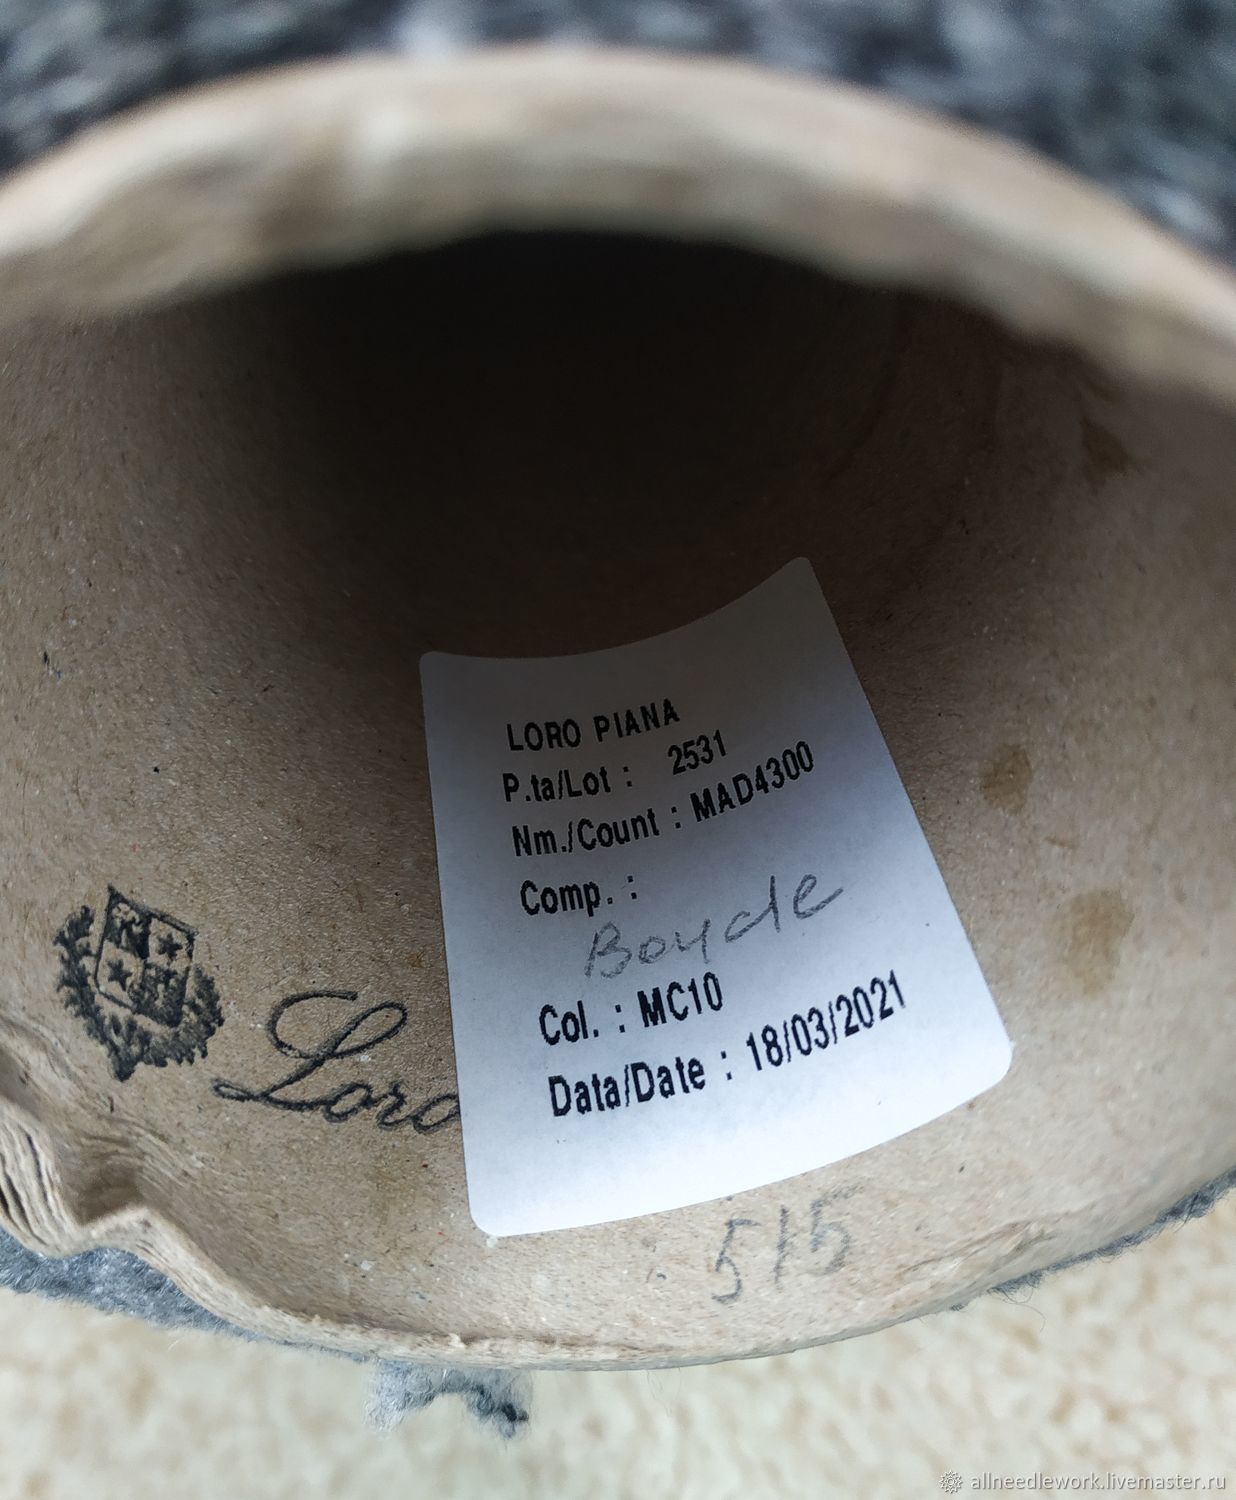 LORO PIANA
P.ta/Lot : 2531
Nm./Count : MAD4300
Comp. :
Boucle
Col. : MC10
Data/Date : 18/03/2021
Loro
515
allneedlework.livemaster.ru